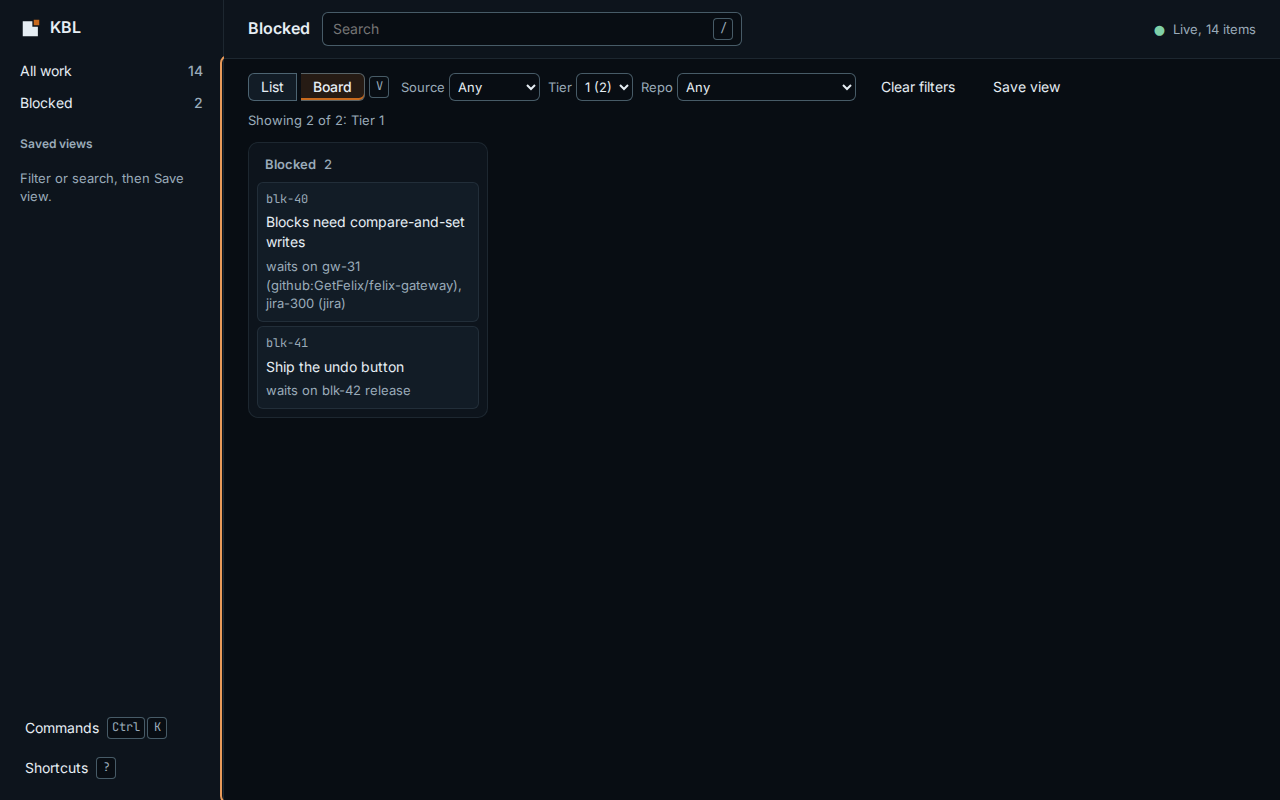 KBL
All work 14
Blocked 2
Saved views
Filter or search, then Save
view.
Commands Ctrl K
Shortcuts ?
Blocked Search / Live, 14 items
List Board V Source Any Tier 1 (2) Repo Any Clear filters Save view
Showing 2 of 2: Tier 1
Blocked 2
blk-40
Blocks need compare-and-set
writes
waits on gw-31
(github:GetFelix/felix-gateway),
jira-300 (jira)
blk-41
Ship the undo button
waits on blk-42 release